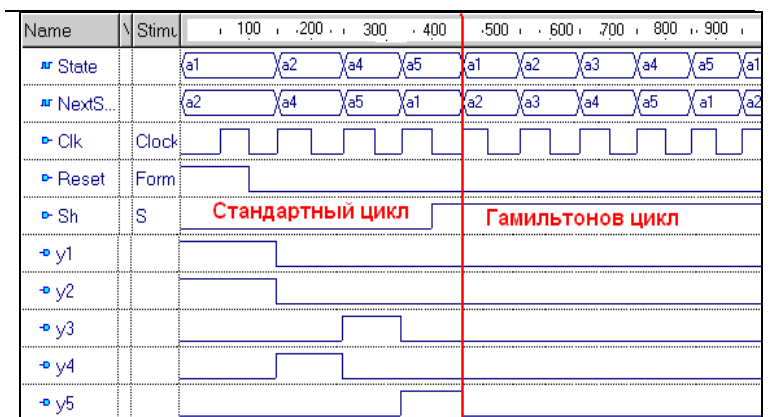 Name \ Stimu 100 200 300 400 500 600 700 800 900
State a1 a2 a4 a5 a1 a2 a3 a4 a5 a1
NextS... a2 a4 a5 a1 a2 a3 a4 a5 a1 a2
Clk Clock
Reset Form
Sh S Стандартный цикл Гамильтонов цикл
y1
y2
y3
y4
y5